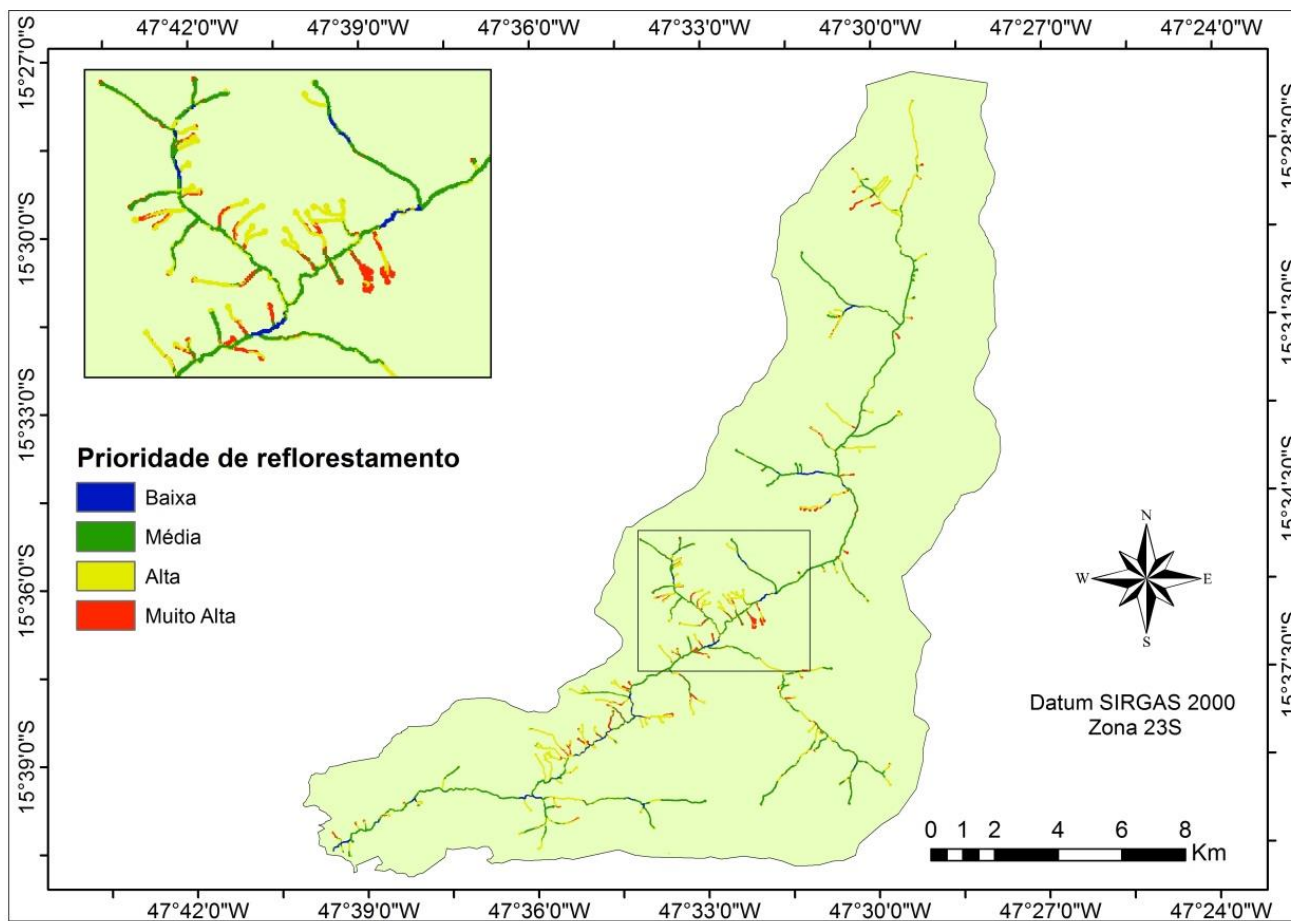 47°42'0"W 47°39'0"W 47°36'0"W 47°33'0"W 47°30'0"W 47°27'0"W 47°24'0"W
15°27'0"S
15°28'30"S
15°30'0"S
15°31'30"S
15°33'0"S
Prioridade de reflorestamento
Baixa
15°34'30"S
Média
N
Alta
15°36'0"S
W E
Muito Alta
S
15°37'30"S
Datum SIRGAS 2000
Zona 23S
15°39'0"S
0 1 2 4 6 8
Km
47°42'0"W 47°39'0"W 47°36'0"W 47°33'0"W 47°30'0"W 47°27'0"W 47°24'0"W